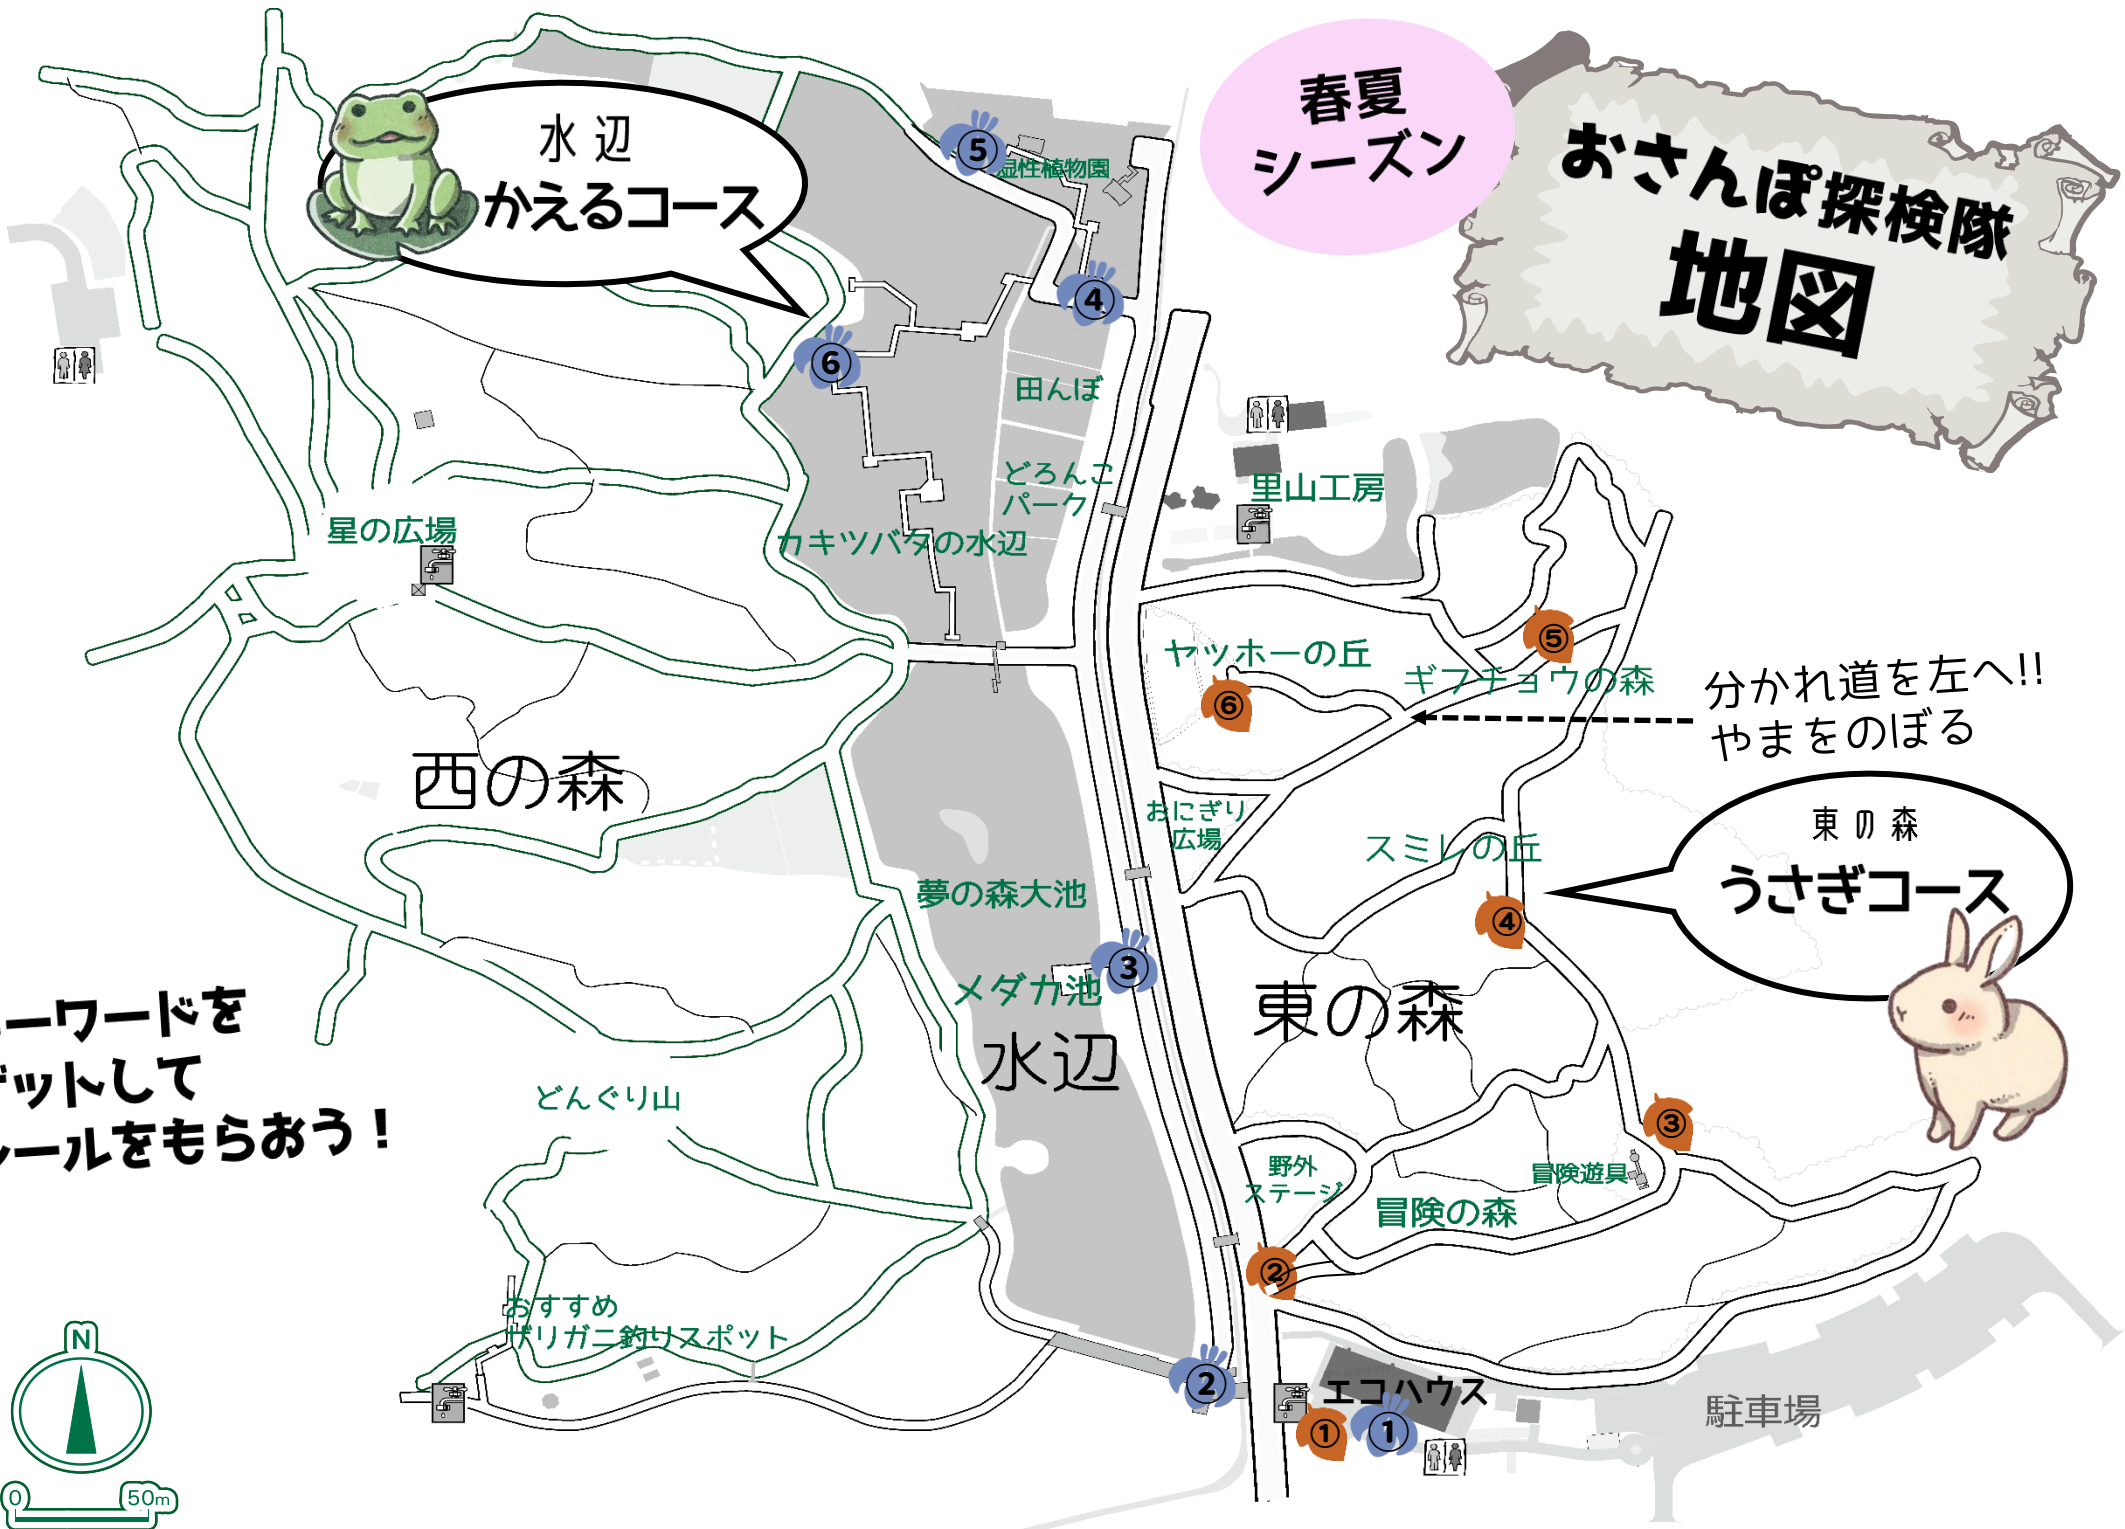 春夏
シーズン
おさんぽ探検隊
地図
水辺
かえるコース
⑤
湿性植物園
④
⑥
田んぼ
どろんこ
パーク
カキツバタの水辺
里山工房
星の広場
⑤
ヤッホーの丘
ギフチョウの森
⑥
分かれ道を左へ!!
やまをのぼる
西の森
おにぎり
広場
スミレの丘
東の森
うさぎコース
夢の森大池
④
③
メダカ池
東の森
水辺
ーワードを
ットして
ールをもらおう！
どんぐり山
③
野外
ステージ
冒険遊具
冒険の森
②
おすすめ
ザリガニ釣りスポット
②
エコハウス
①
①
駐車場
N
0 50m